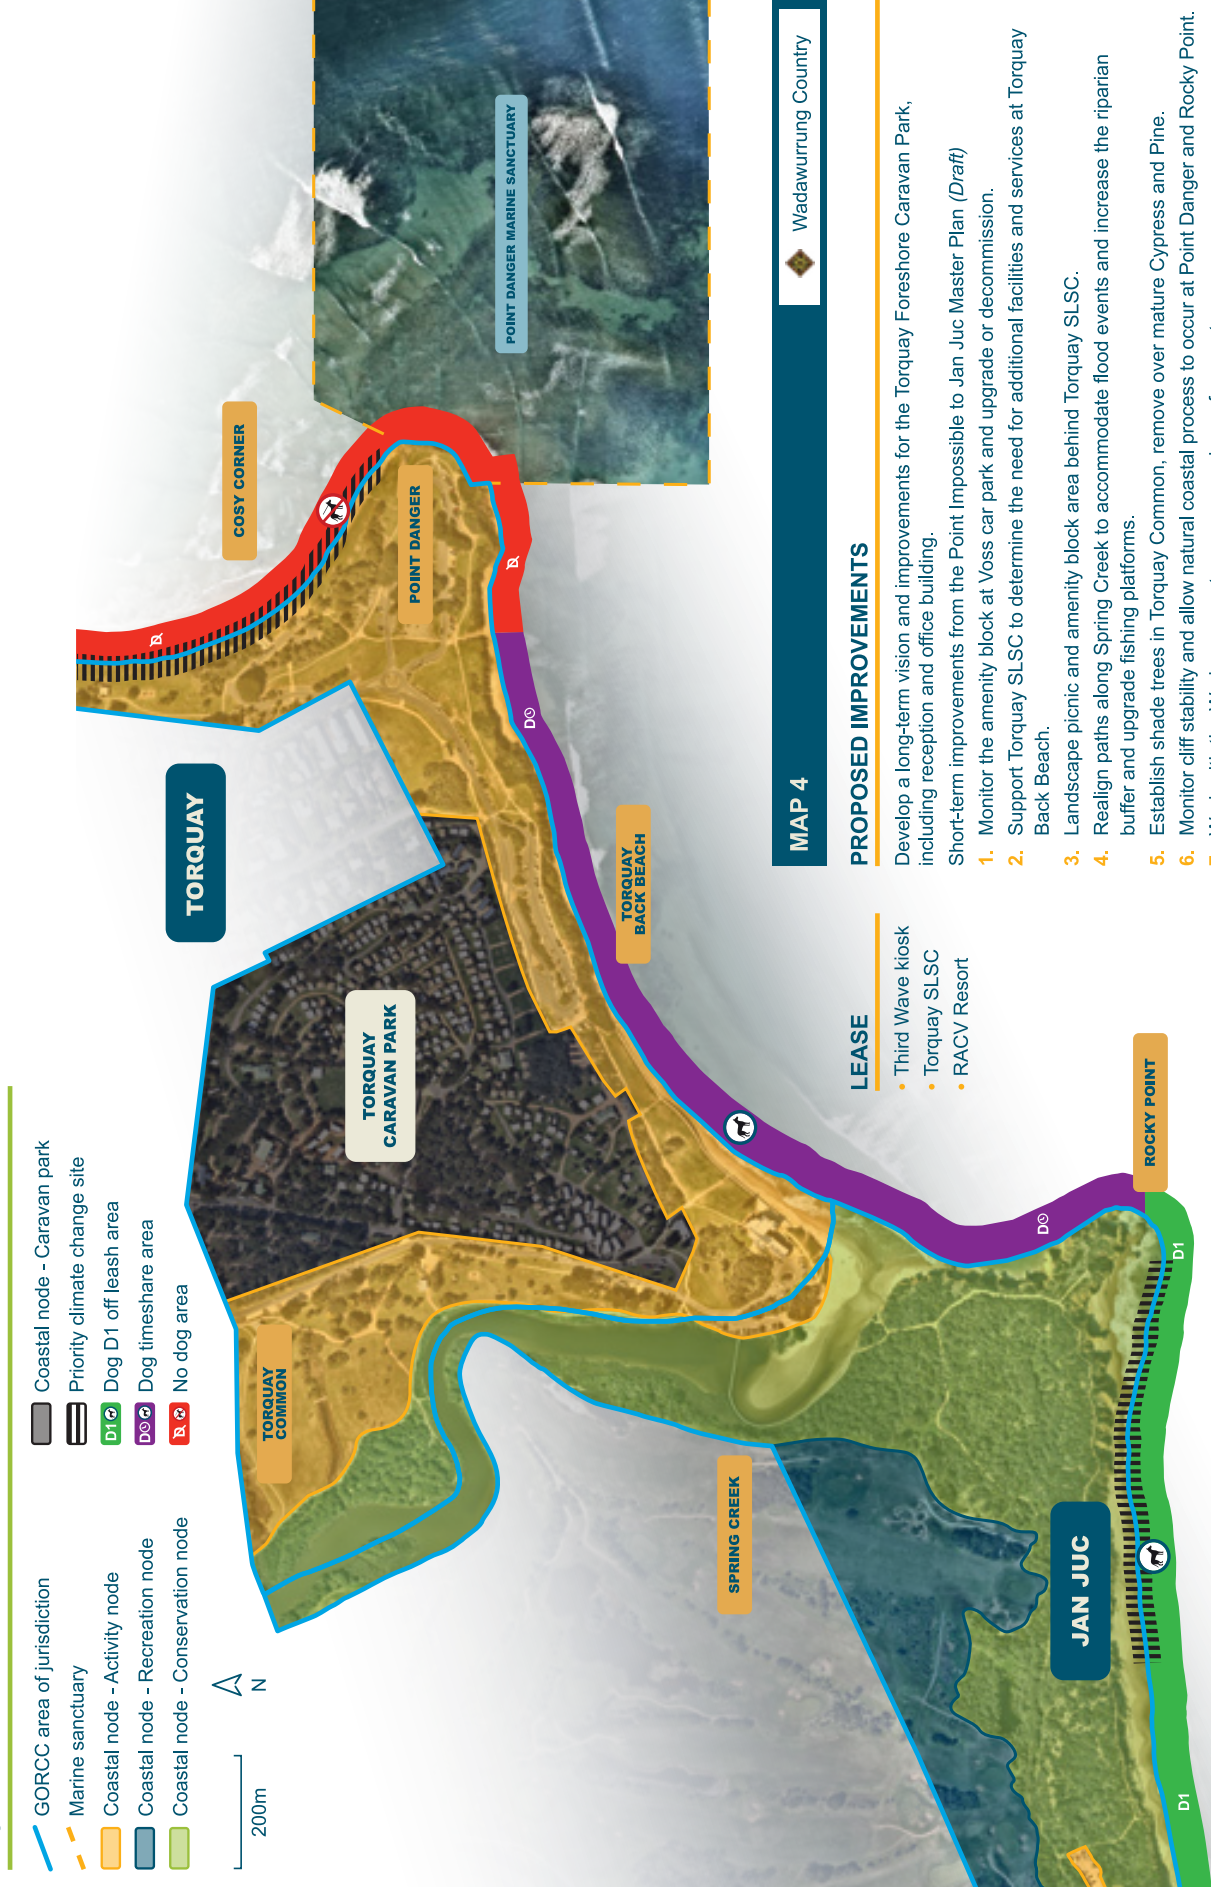 GORCC area of jurisdiction
Marine sanctuary
Coastal node - Activity node
Coastal node - Recreation node
Coastal node - Conservation node
Coastal node - Caravan park
Priority climate change site
D1 Dog D1 off leash area
D Dog timeshare area
D No dog area
200m
N
TORQUAY
COMMON
TORQUAY
CARAVAN PARK
TORQUAY
COSY CORNER
POINT DANGER
POINT DANGER MARINE SANCTUARY
D
D
D
TORQUAY
BACK BEACH
SPRING CREEK
JAN JUC
D
ROCKY POINT
D1
D1
LEASE
• Third Wave kiosk
• Torquay SLSC
• RACV Resort
MAP 4
Wadawurrung Country
PROPOSED IMPROVEMENTS
Develop a long-term vision and improvements for the Torquay Foreshore Caravan Park,
including reception and office building.
Short-term improvements from the Point Impossible to Jan Juc Master Plan (Draft)
1. Monitor the amenity block at Voss car park and upgrade or decommission.
2. Support Torquay SLSC to determine the need for additional facilities and services at Torquay
Back Beach.
3. Landscape picnic and amenity block area behind Torquay SLSC.
4. Realign paths along Spring Creek to accommodate flood events and increase the riparian
buffer and upgrade fishing platforms.
5. Establish shade trees in Torquay Common, remove over mature Cypress and Pine.
6. Monitor cliff stability and allow natural coastal process to occur at Point Danger and Rocky Point.